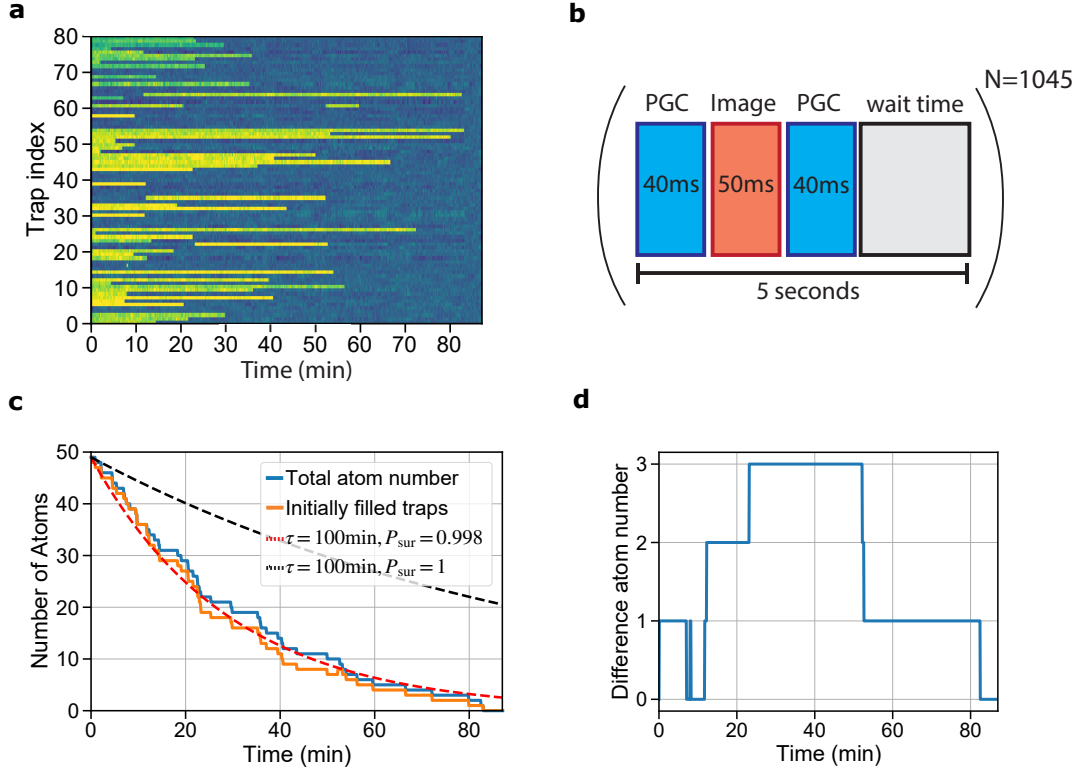 a
80
70
60
50
40
30
20
10
0
Trap index
0 10 20 30 40 50 60 70 80
Time (min)
b
N=1045
PGC Image PGC wait time
40ms 50ms 40ms
5 seconds
c
50
40
30
20
10
0
Number of Atoms
Total atom number
Initially filled traps
τ = 100min, P_sur = 0.998
τ = 100min, P_sur = 1
0 20 40 60 80
Time (min)
d
3
2
1
0
Difference atom number
0 20 40 60 80
Time (min)